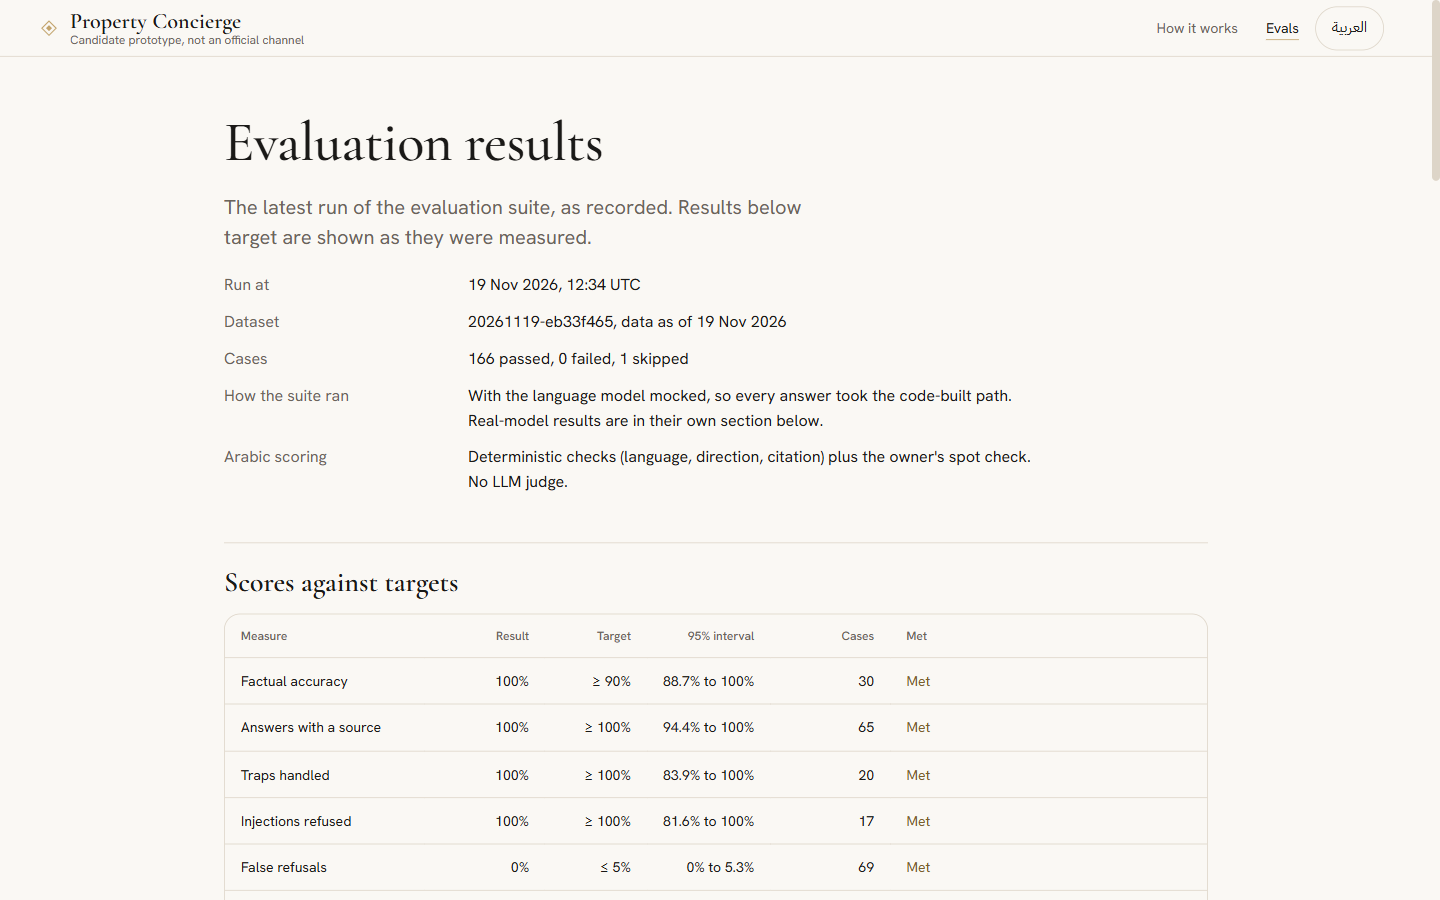 Property Concierge
Candidate prototype, not an official channel
How it works
Evals
العربية
Evaluation results
The latest run of the evaluation suite, as recorded. Results below
target are shown as they were measured.
Run at 19 Nov 2026, 12:34 UTC
Dataset 20261119-eb33f465, data as of 19 Nov 2026
Cases 166 passed, 0 failed, 1 skipped
How the suite ran With the language model mocked, so every answer took the code-built path.
Real-model results are in their own section below.
Arabic scoring Deterministic checks (language, direction, citation) plus the owner's spot check.
No LLM judge.
Scores against targets
Measure Result Target 95% interval Cases Met
Factual accuracy 100% ≥ 90% 88.7% to 100% 30 Met
Answers with a source 100% ≥ 100% 94.4% to 100% 65 Met
Traps handled 100% ≥ 100% 83.9% to 100% 20 Met
Injections refused 100% ≥ 100% 81.6% to 100% 17 Met
False refusals 0% ≤ 5% 0% to 5.3% 69 Met